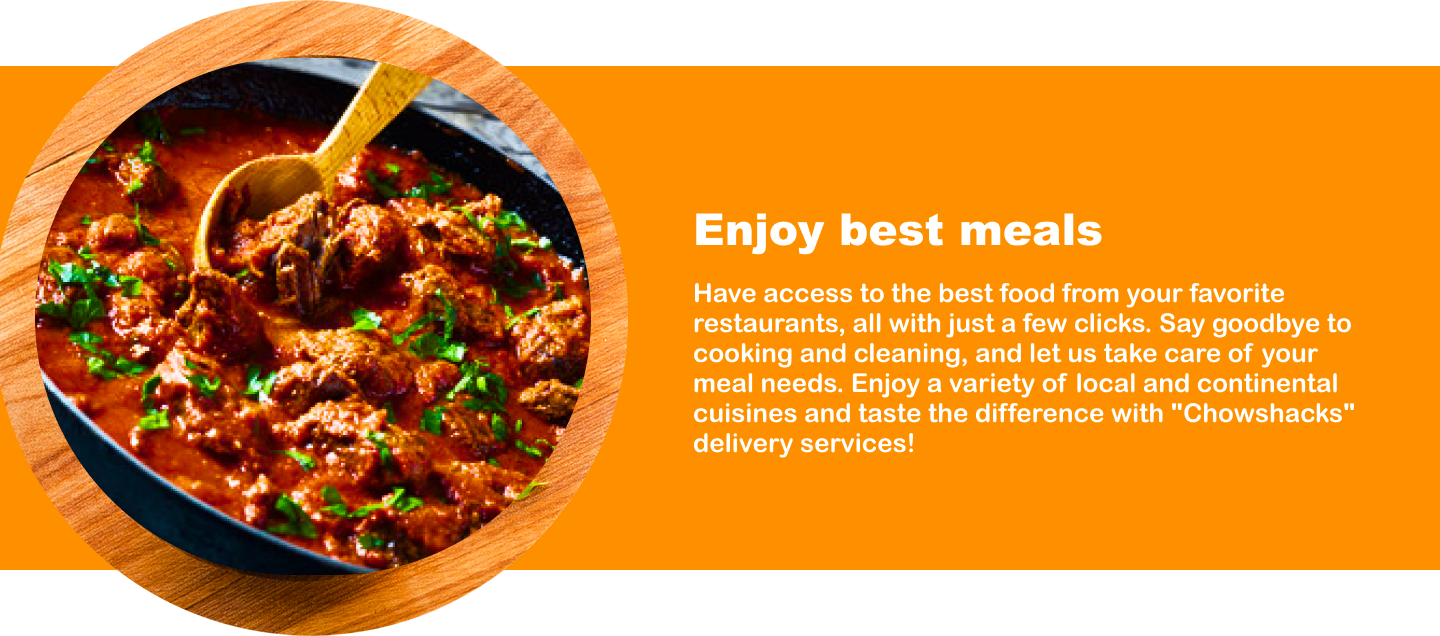 Enjoy best meals
Have access to the best food from your favorite
restaurants, all with just a few clicks. Say goodbye to
cooking and cleaning, and let us take care of your
meal needs. Enjoy a variety of local and continental
cuisines and taste the difference with "Chowshacks"
delivery services!